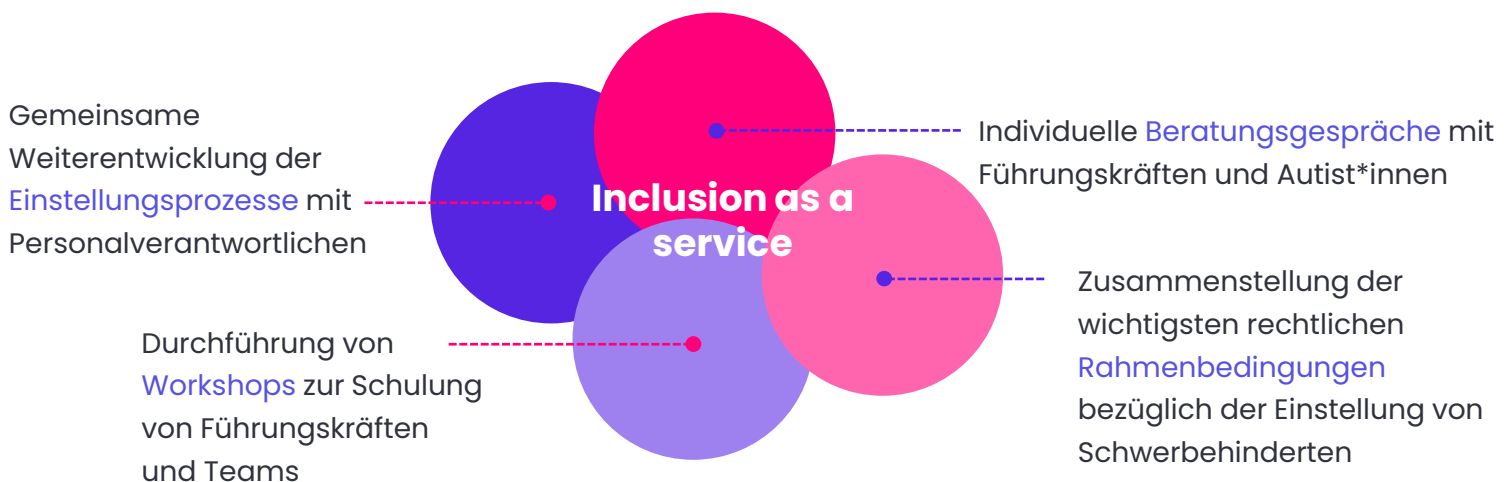 Gemeinsame
Weiterentwicklung der
Einstellungsprozesse mit
Personalverantwortlichen
Inclusion as a
service
Individuelle Beratungsgespräche mit
Führungskräften und Autist*innen
Durchführung von
Workshops zur Schulung
von Führungskräften
und Teams
Zusammenstellung der
wichtigsten rechtlichen
Rahmenbedingungen
bezüglich der Einstellung von
Schwerbehinderten